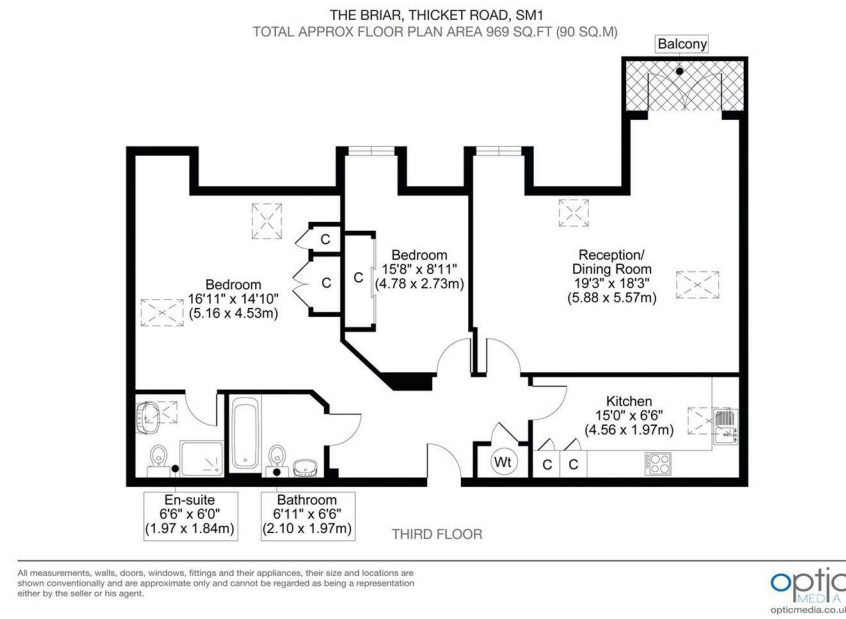 THE BRIAR, THICKET ROAD, SM1
TOTAL APPROX FLOOR PLAN AREA 969 SQ.FT (90 SQ.M)
Balcony
C
Bedroom
16'11" x 14'10"
(5.16 x 4.53m)
C
C
Bedroom
15'8" x 8'11"
(4.78 x 2.73m)
Reception/
Dining Room
19'3" x 18'3"
(5.88 x 5.57m)
Kitchen
15'0" x 6'6"
(4.56 x 1.97m)
Wt
C
C
En-suite
6'6" x 6'0"
(1.97 x 1.84m)
Bathroom
6'11" x 6'6"
(2.10 x 1.97m)
THIRD FLOOR
All measurements, walls, doors, windows, fittings and their appliances, their size and locations are
shown conventionally and are approximate only and cannot be regarded as being a representation
either by the seller or his agent.
optic
MEDIA
opticmedia.co.uk